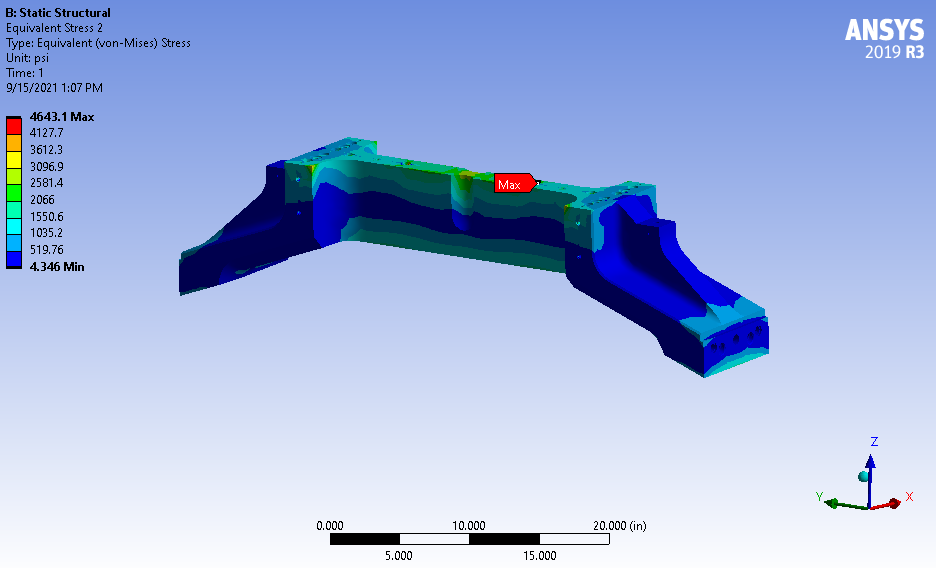 B: Static Structural
Equivalent Stress 2
Type: Equivalent (von-Mises) Stress
Unit: psi
Time: 1
9/15/2021 1:07 PM
ANSYS
2019 R3
4643.1 Max
4127.7
3612.3
3096.9
2581.4
2066
1550.6
1035.2
519.76
4.346 Min
Max
Z
Y
X
0.000 10.000 20.000 (in)
5.000 15.000